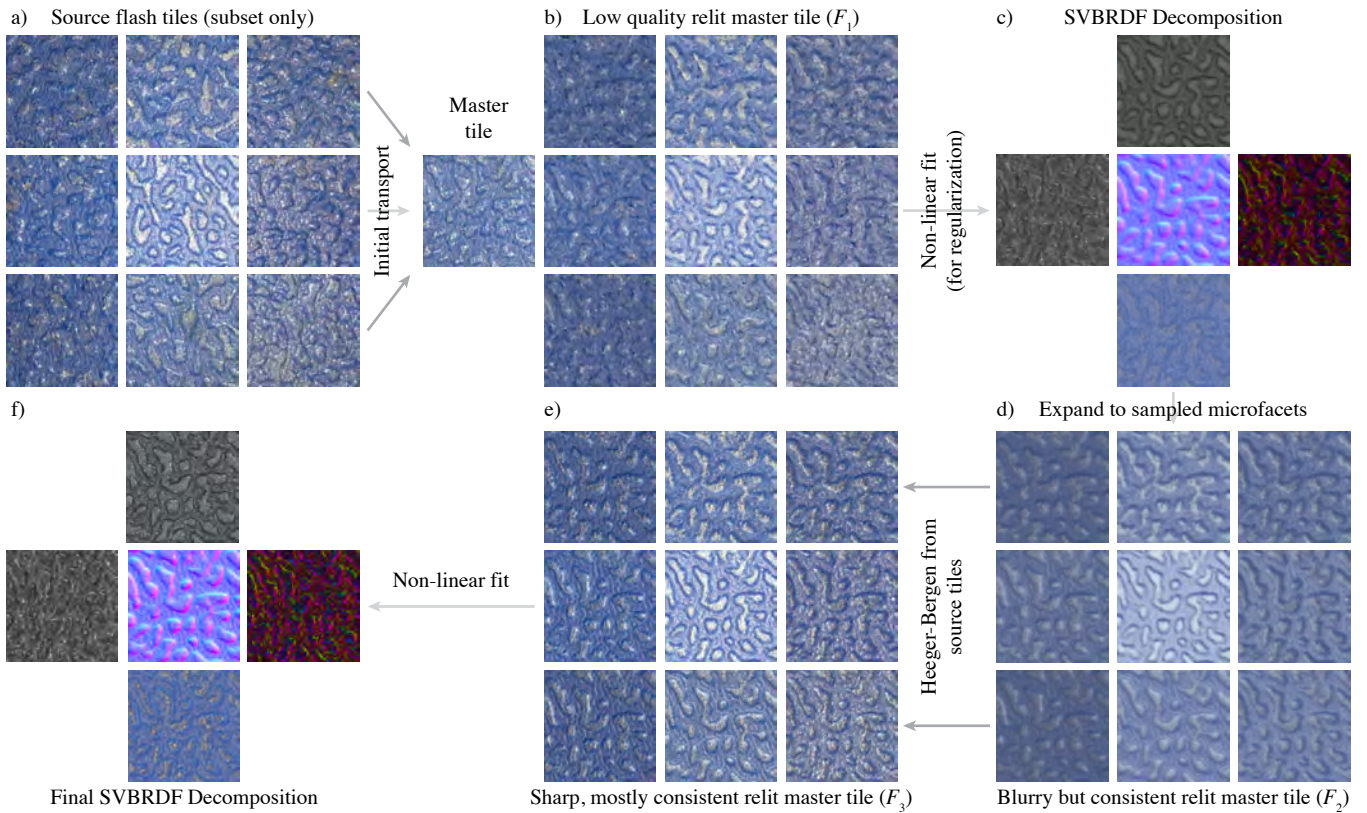 a) Source flash tiles (subset only)
b) Low quality relit master tile (F1)
c) SVBRDF Decomposition
Master
tile
Initial transport
Non-linear fit
(for regularization)
f)
e)
d) Expand to sampled microfacets
Non-linear fit
Heeger-Bergen from
source tiles
Final SVBRDF Decomposition
Sharp, mostly consistent relit master tile (F3)
Blurry but consistent relit master tile (F2)